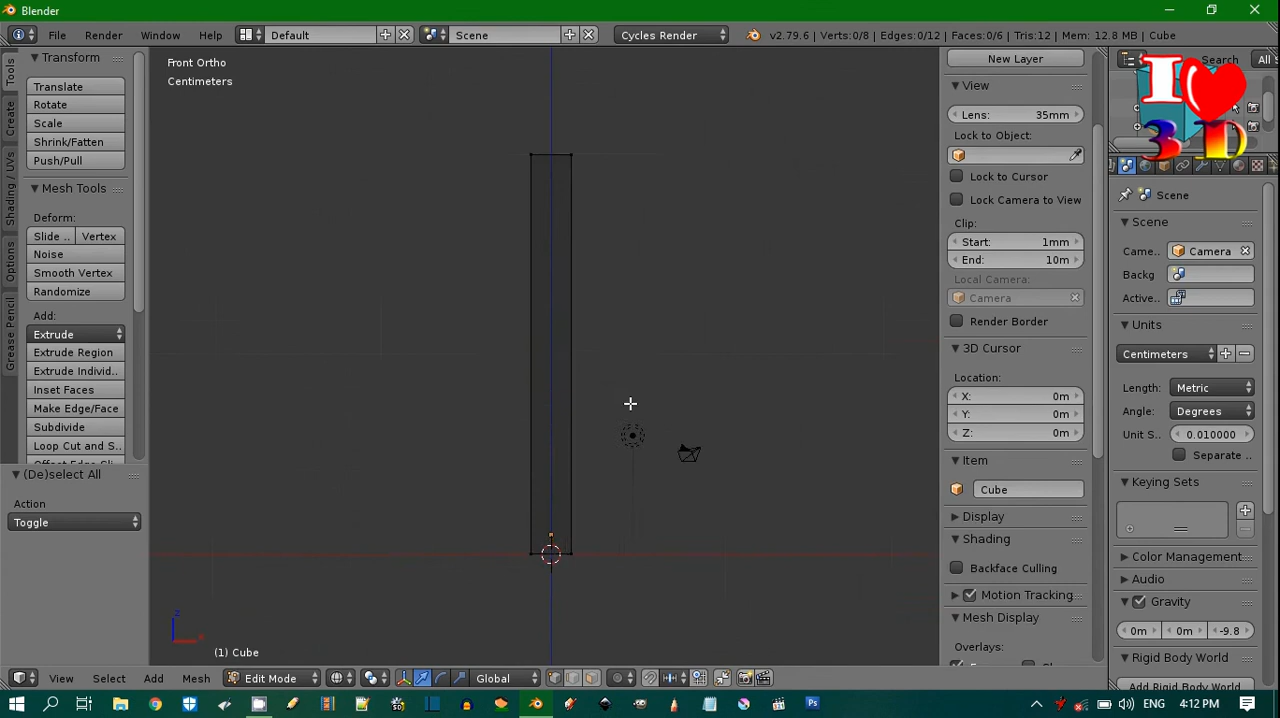 Blender
File
Render
Window
Help
Default
Scene
Cycles Render
v2.79.6 | Verts:0/8 | Edges:0/12 | Faces:0/6 | Tris:12 | Mem: 12.8 MB | Cube
Tools
Create
Shading / UVs
Options
Grease Pencil
Transform
Translate
Rotate
Scale
Shrink/Fatten
Push/Pull
Mesh Tools
Deform:
Slide ..
Vertex
Noise
Smooth Vertex
Randomize
Add:
Extrude
Extrude Region
Extrude Individ..
Inset Faces
Make Edge/Face
Subdivide
Loop Cut and S..
(De)select All
Action
Toggle
Front Ortho
Centimeters
z
x
(1) Cube
New Layer
View
Lens: 35mm
Lock to Object:
Lock to Cursor
Lock Camera to View
Clip:
Start: 1mm
End: 10m
Local Camera:
Camera
Render Border
3D Cursor
Location:
X: 0m
Y: 0m
Z: 0m
Item
Cube
Display
Shading
Backface Culling
Motion Tracking
Mesh Display
Overlays:
Search
All S
I
3D
Scene
Scene
Came..
Camera
Backg
Active..
Units
Centimeters
Length: Metric
Angle: Degrees
Unit S.. 0.010000
Separate ..
Keying Sets
Color Management
Audio
Gravity
0m
0m
-9.8
Rigid Body World
Add Rigid Body World
View
Select
Add
Mesh
Edit Mode
Global
ENG
4:12 PM